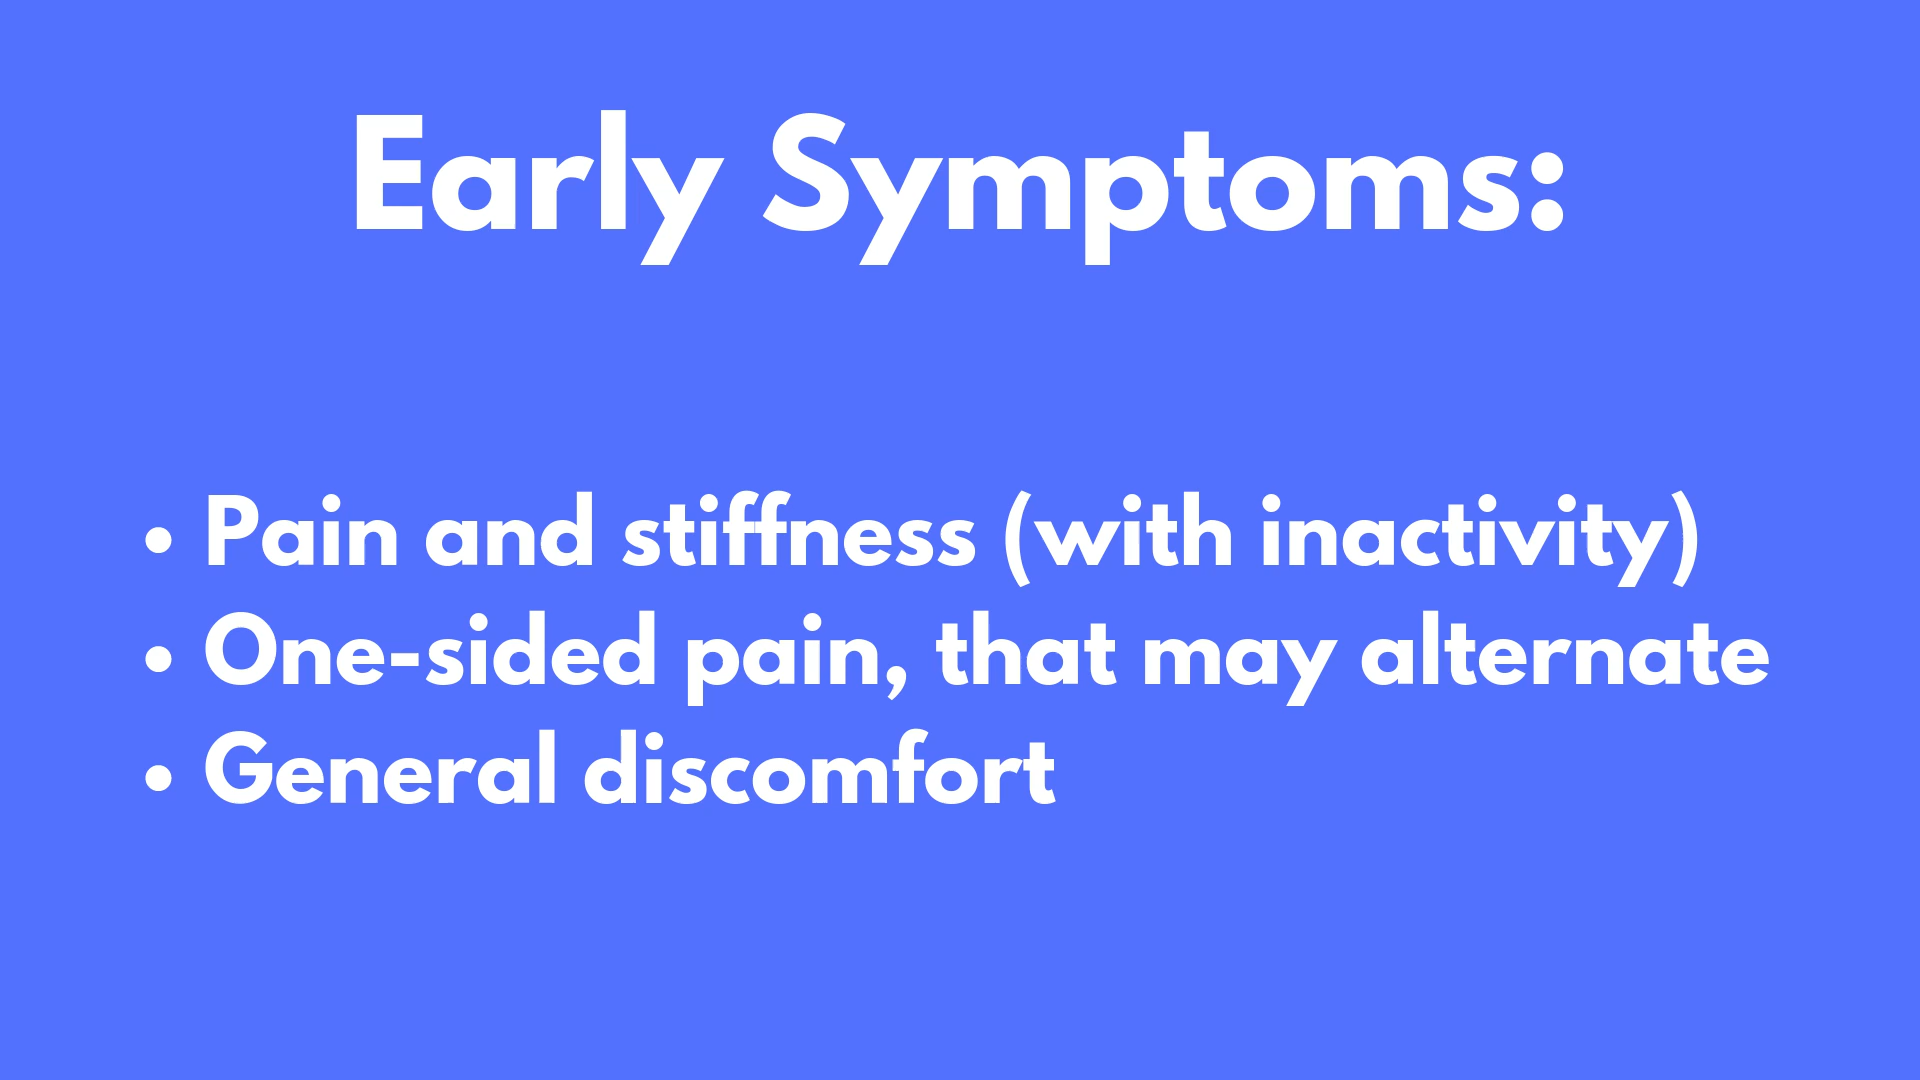 Early Symptoms:
• Pain and stiffness (with inactivity)
• One-sided pain, that may alternate
• General discomfort